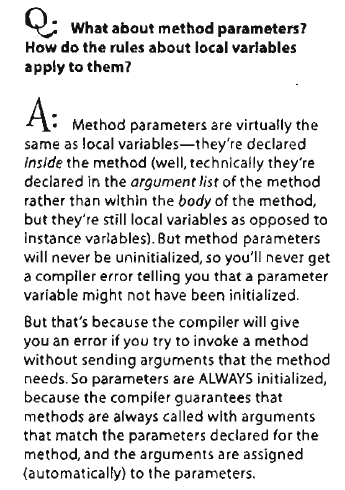 Q: What about method parameters?
How do the rules about local variables
apply to them?
A: Method parameters are virtually the
same as local variables—they're declared
inside the method (well, technically they're
declared in the argument list of the method
rather than within the body of the method,
but they're still local variables as opposed to
instance variables). But method parameters
will never be uninitialized, so you'll never get
a compiler error telling you that a parameter
variable might not have been initialized.
But that's because the compiler will give
you an error if you try to invoke a method
without sending arguments that the method
needs. So parameters are ALWAYS initialized,
because the compiler guarantees that
methods are always called with arguments
that match the parameters declared for the
method, and the arguments are assigned
(automatically) to the parameters.